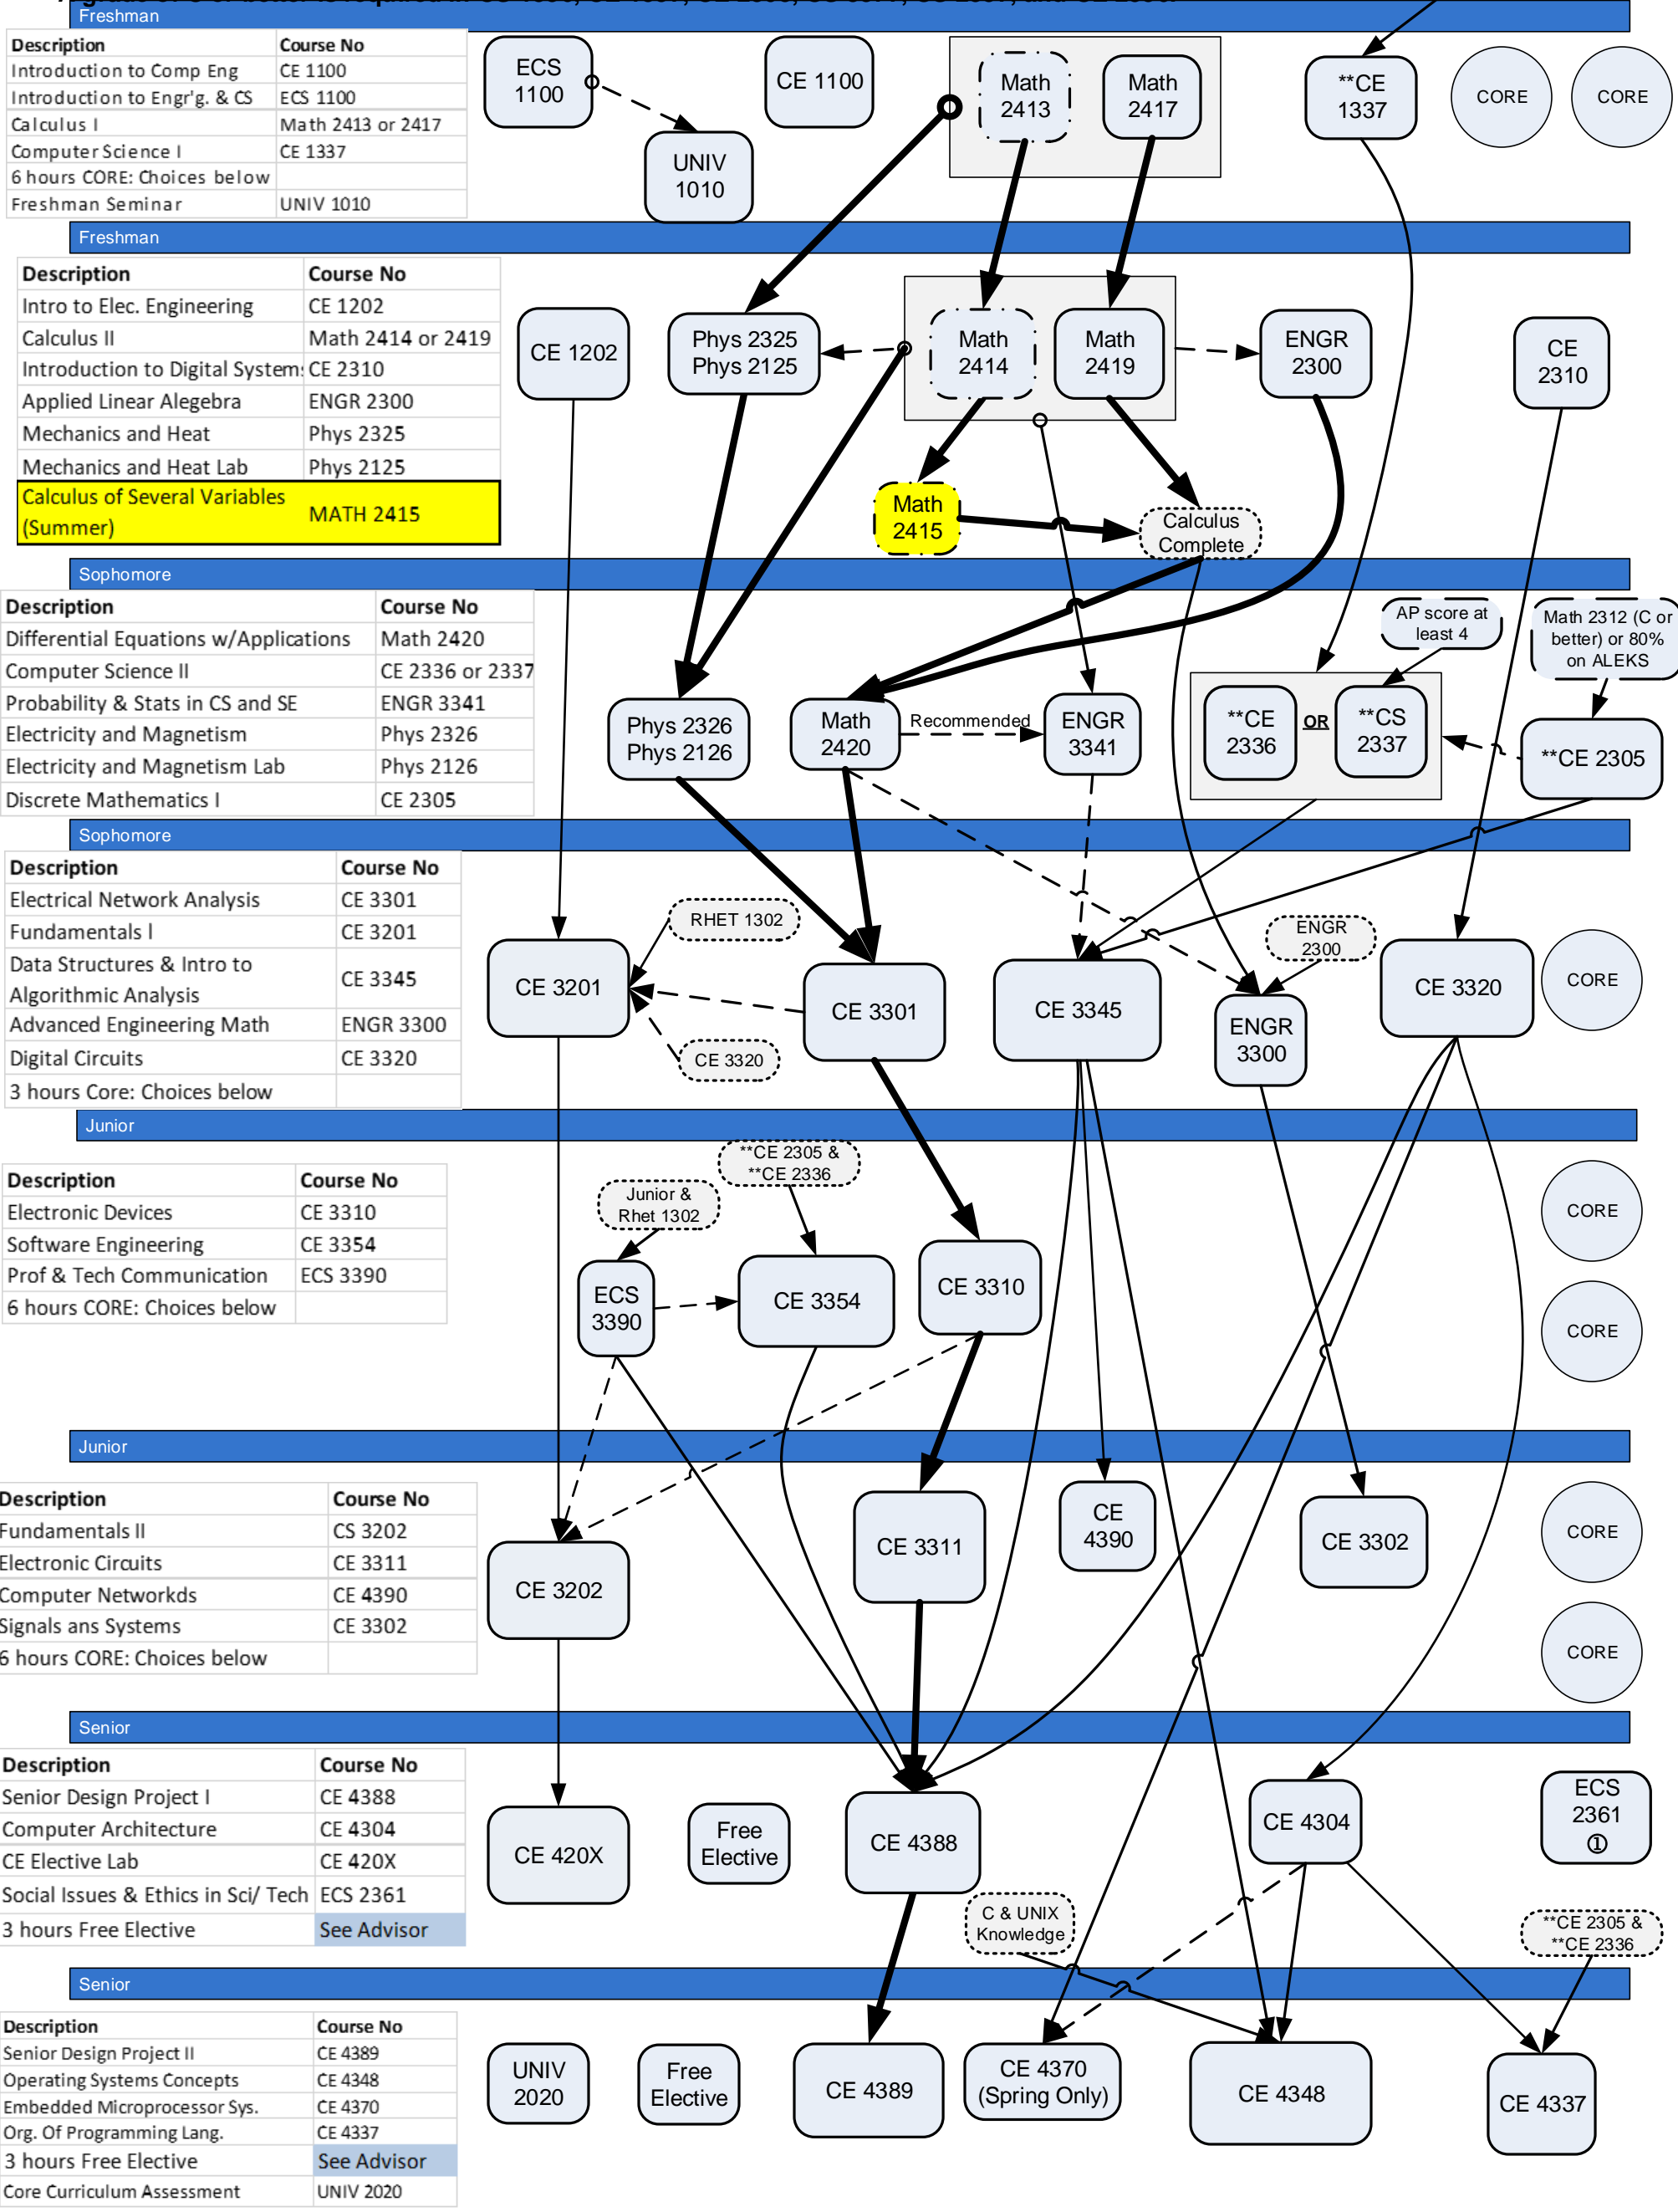 Freshman
Description Course No
Introduction to Comp Eng CE 1100
Introduction to Engr'g. & CS ECS 1100
Calculus I Math 2413 or 2417
Computer Science I CE 1337
6 hours CORE: Choices below
Freshman Seminar UNIV 1010
ECS
1100
UNIV
1010
CE 1100
Math
2413
Math
2417
**CE
1337
CORE
CORE
Freshman
Description Course No
Intro to Elec. Engineering CE 1202
Calculus II Math 2414 or 2419
Introduction to Digital Systems CE 2310
Applied Linear Alegebra ENGR 2300
Mechanics and Heat Phys 2325
Mechanics and Heat Lab Phys 2125
Calculus of Several Variables
(Summer) MATH 2415
CE 1202
Phys 2325
Phys 2125
Math
2414
Math
2419
ENGR
2300
CE
2310
Math
2415
Calculus
Complete
Sophomore
Description Course No
Differential Equations w/Applications Math 2420
Computer Science II CE 2336 or 2337
Probability & Stats in CS and SE ENGR 3341
Electricity and Magnetism Phys 2326
Electricity and Magnetism Lab Phys 2126
Discrete Mathematics I CE 2305
AP score at
least 4
Math 2312 (C or
better) or 80%
on ALEKS
Phys 2326
Phys 2126
Math
2420
Recommended
ENGR
3341
**CE
2336
OR
**CS
2337
**CE 2305
Sophomore
Description Course No
Electrical Network Analysis CE 3301
Fundamentals l CE 3201
Data Structures & Intro to
Algorithmic Analysis CE 3345
Advanced Engineering Math ENGR 3300
Digital Circuits CE 3320
3 hours Core: Choices below
RHET 1302
CE 3201
CE 3320
CE 3301
CE 3345
ENGR
2300
ENGR
3300
CE 3320
CORE
Junior
Description Course No
Electronic Devices CE 3310
Software Engineering CE 3354
Prof & Tech Communication ECS 3390
6 hours CORE: Choices below
**CE 2305 &
**CE 2336
Junior &
Rhet 1302
ECS
3390
CE 3354
CE 3310
CORE
CORE
Junior
Description Course No
Fundamentals II CS 3202
Electronic Circuits CE 3311
Computer Networkds CE 4390
Signals ans Systems CE 3302
6 hours CORE: Choices below
CE 3202
CE 3311
CE
4390
CE 3302
CORE
CORE
Senior
Description Course No
Senior Design Project I CE 4388
Computer Architecture CE 4304
CE Elective Lab CE 420X
Social Issues & Ethics in Sci/ Tech ECS 2361
3 hours Free Elective See Advisor
CE 420X
Free
Elective
CE 4388
CE 4304
ECS
2361
①
C & UNIX
Knowledge
**CE 2305 &
**CE 2336
Senior
Description Course No
Senior Design Project II CE 4389
Operating Systems Concepts CE 4348
Embedded Microprocessor Sys. CE 4370
Org. Of Programming Lang. CE 4337
3 hours Free Elective See Advisor
Core Curriculum Assessment UNIV 2020
UNIV
2020
Free
Elective
CE 4389
CE 4370
(Spring Only)
CE 4348
CE 4337